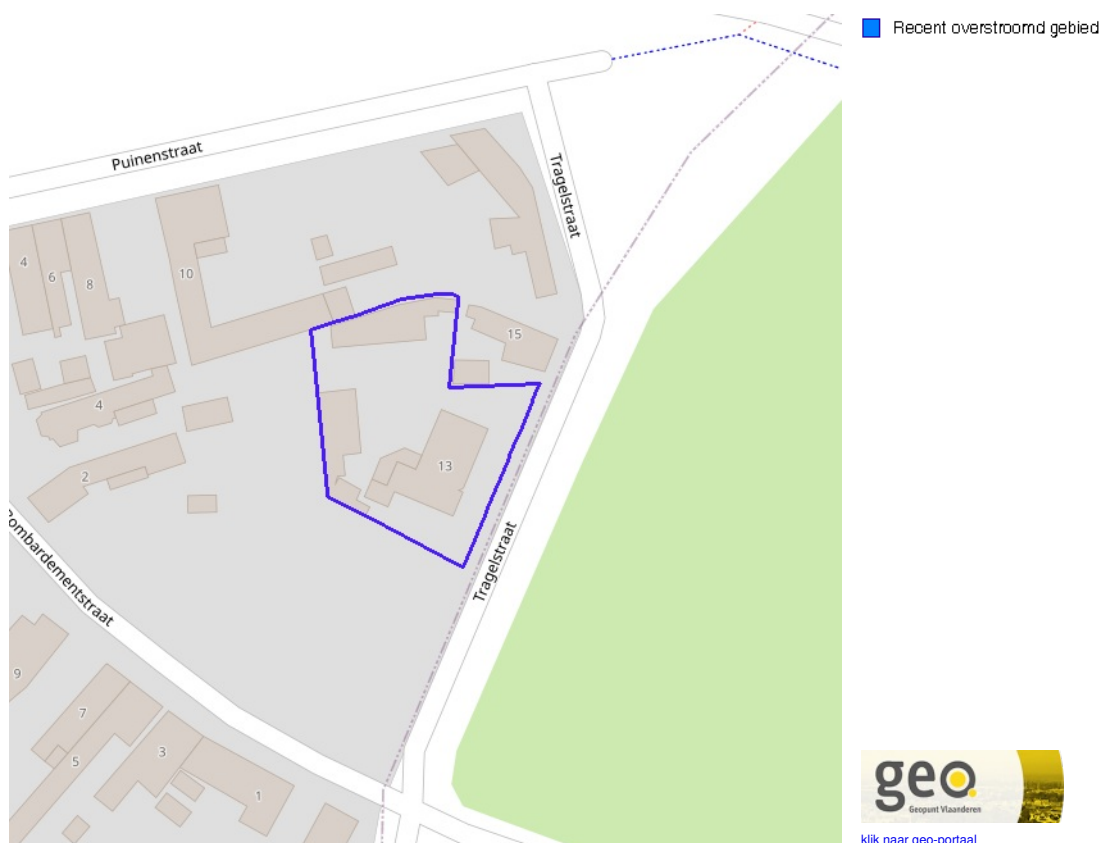 Recent overstroomd gebied
Puinenstraat
Tragelstraat
4
6
8
10
15
4
13
2
Bombardementstraat
Tragelstraat
9
7
5
3
1
geo.
Geopunt Vlaanderen
klik naar geo-portaal